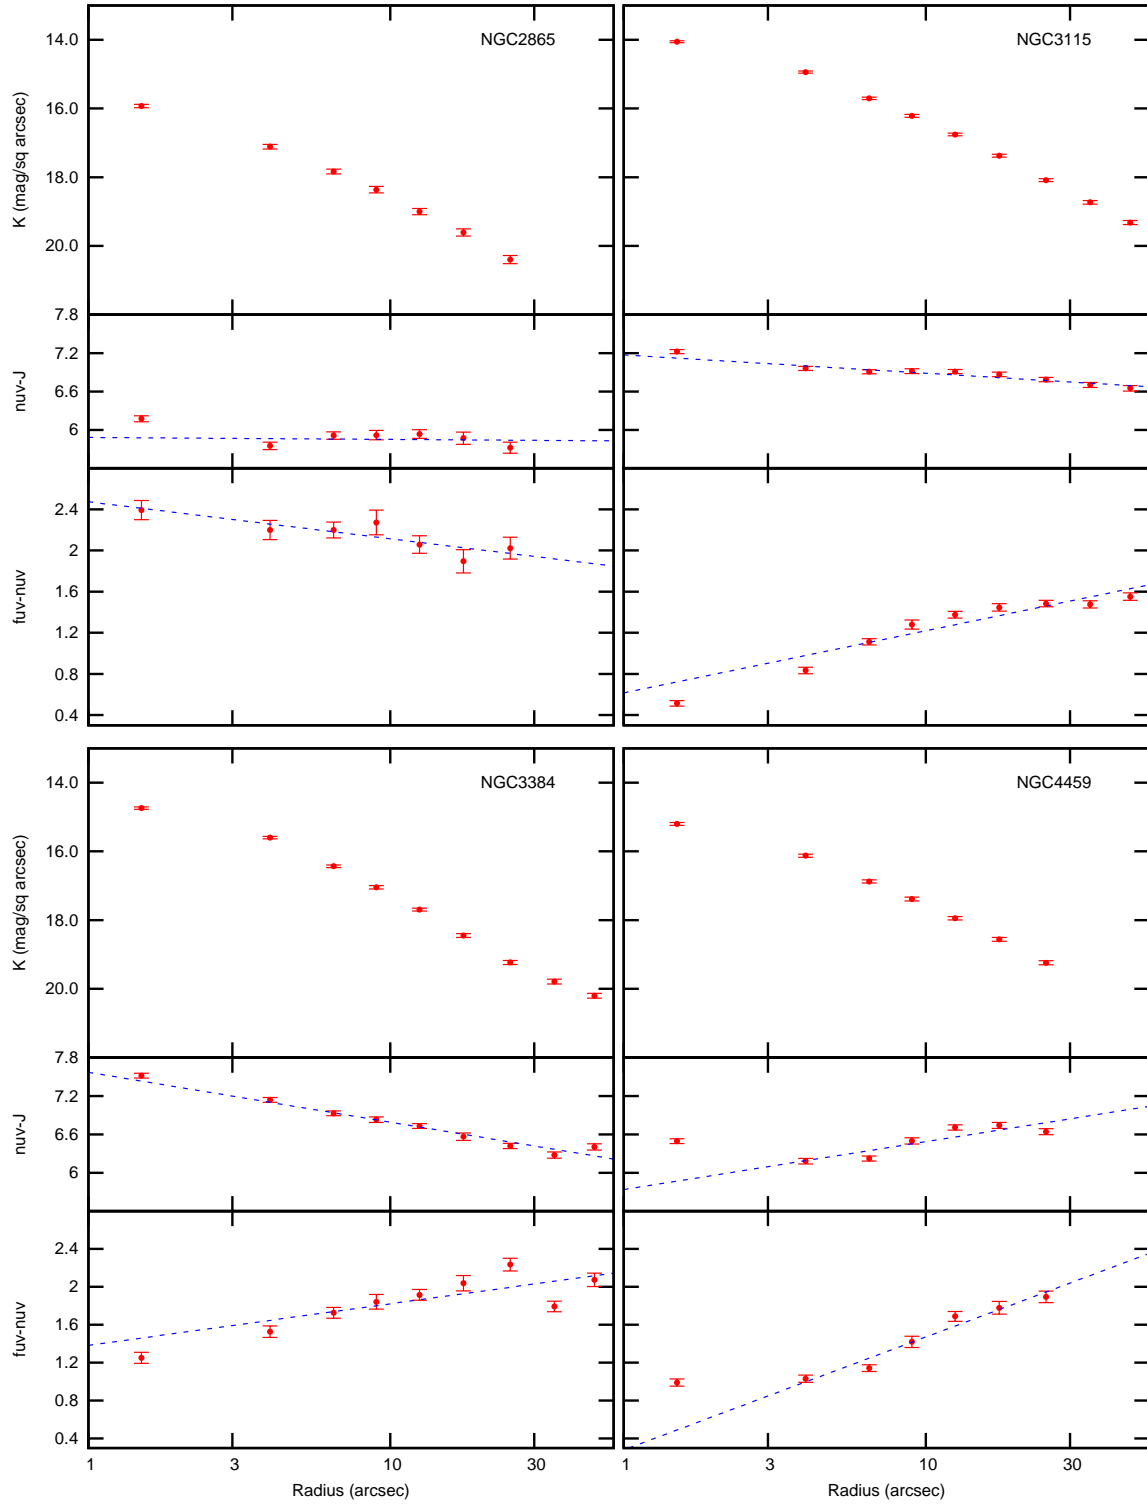 NGC2865
NGC3115
14.0
16.0
18.0
20.0
K (mag/sq arcsec)
7.8
7.2
6.6
6
nuv-J
2.4
2
1.6
1.2
0.8
0.4
fuv-nuv
NGC3384
NGC4459
14.0
16.0
18.0
20.0
K (mag/sq arcsec)
7.8
7.2
6.6
6
nuv-J
2.4
2
1.6
1.2
0.8
0.4
fuv-nuv
1 3 10 30 1 3 10 30
Radius (arcsec) Radius (arcsec)